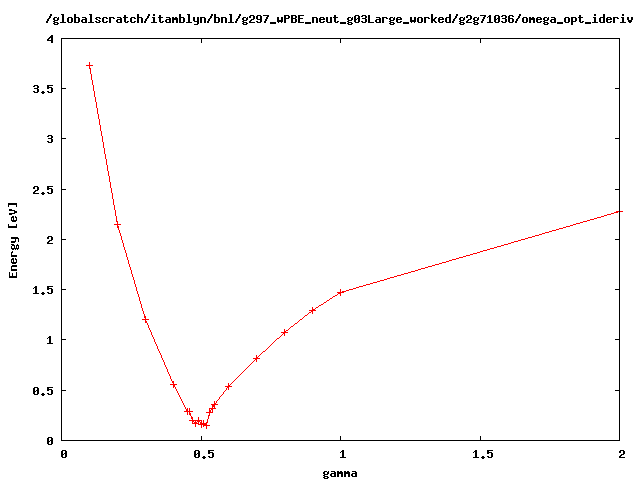 /globalscratch/itamblyn/bnl/g297_wPBE_neut_g03Large_worked/g2g71036/omega_opt_ideriv
4
3.5
3
2.5
2
1.5
1
0.5
0
Energy [eV]
0 0.5 1 1.5 2
gamma